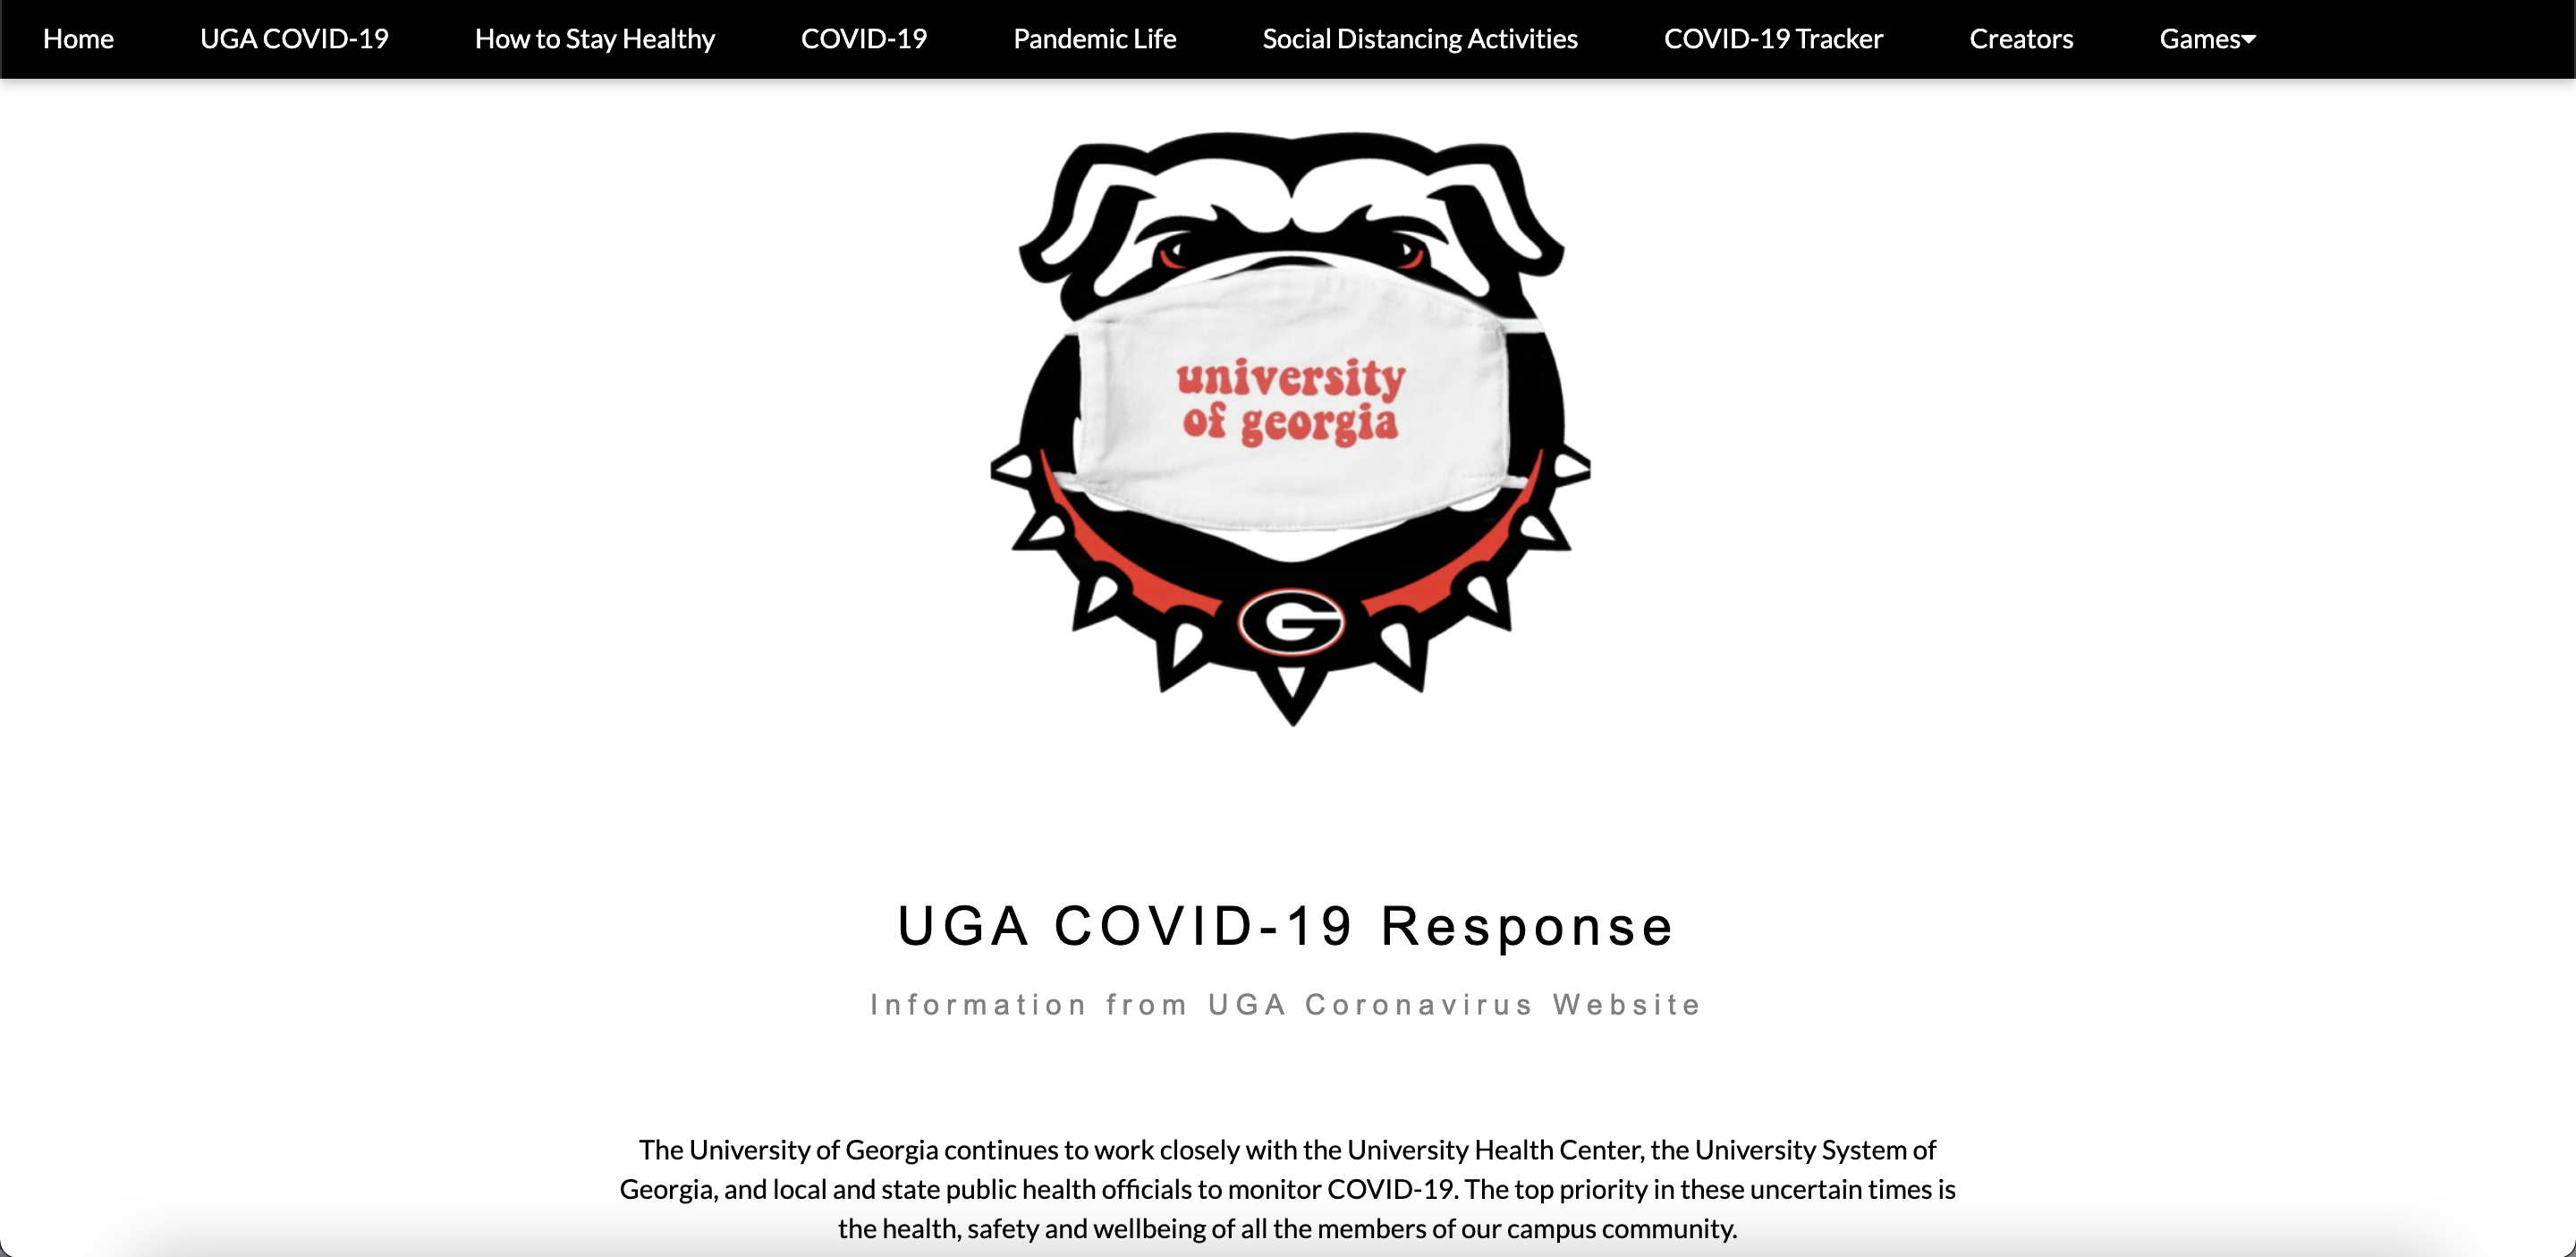 Home UGA COVID-19 How to Stay Healthy COVID-19 Pandemic Life Social Distancing Activities COVID-19 Tracker Creators Games
university
of georgia
G
UGA COVID-19 Response
Information from UGA Coronavirus Website
The University of Georgia continues to work closely with the University Health Center, the University System of
Georgia, and local and state public health officials to monitor COVID-19. The top priority in these uncertain times is
the health, safety and wellbeing of all the members of our campus community.